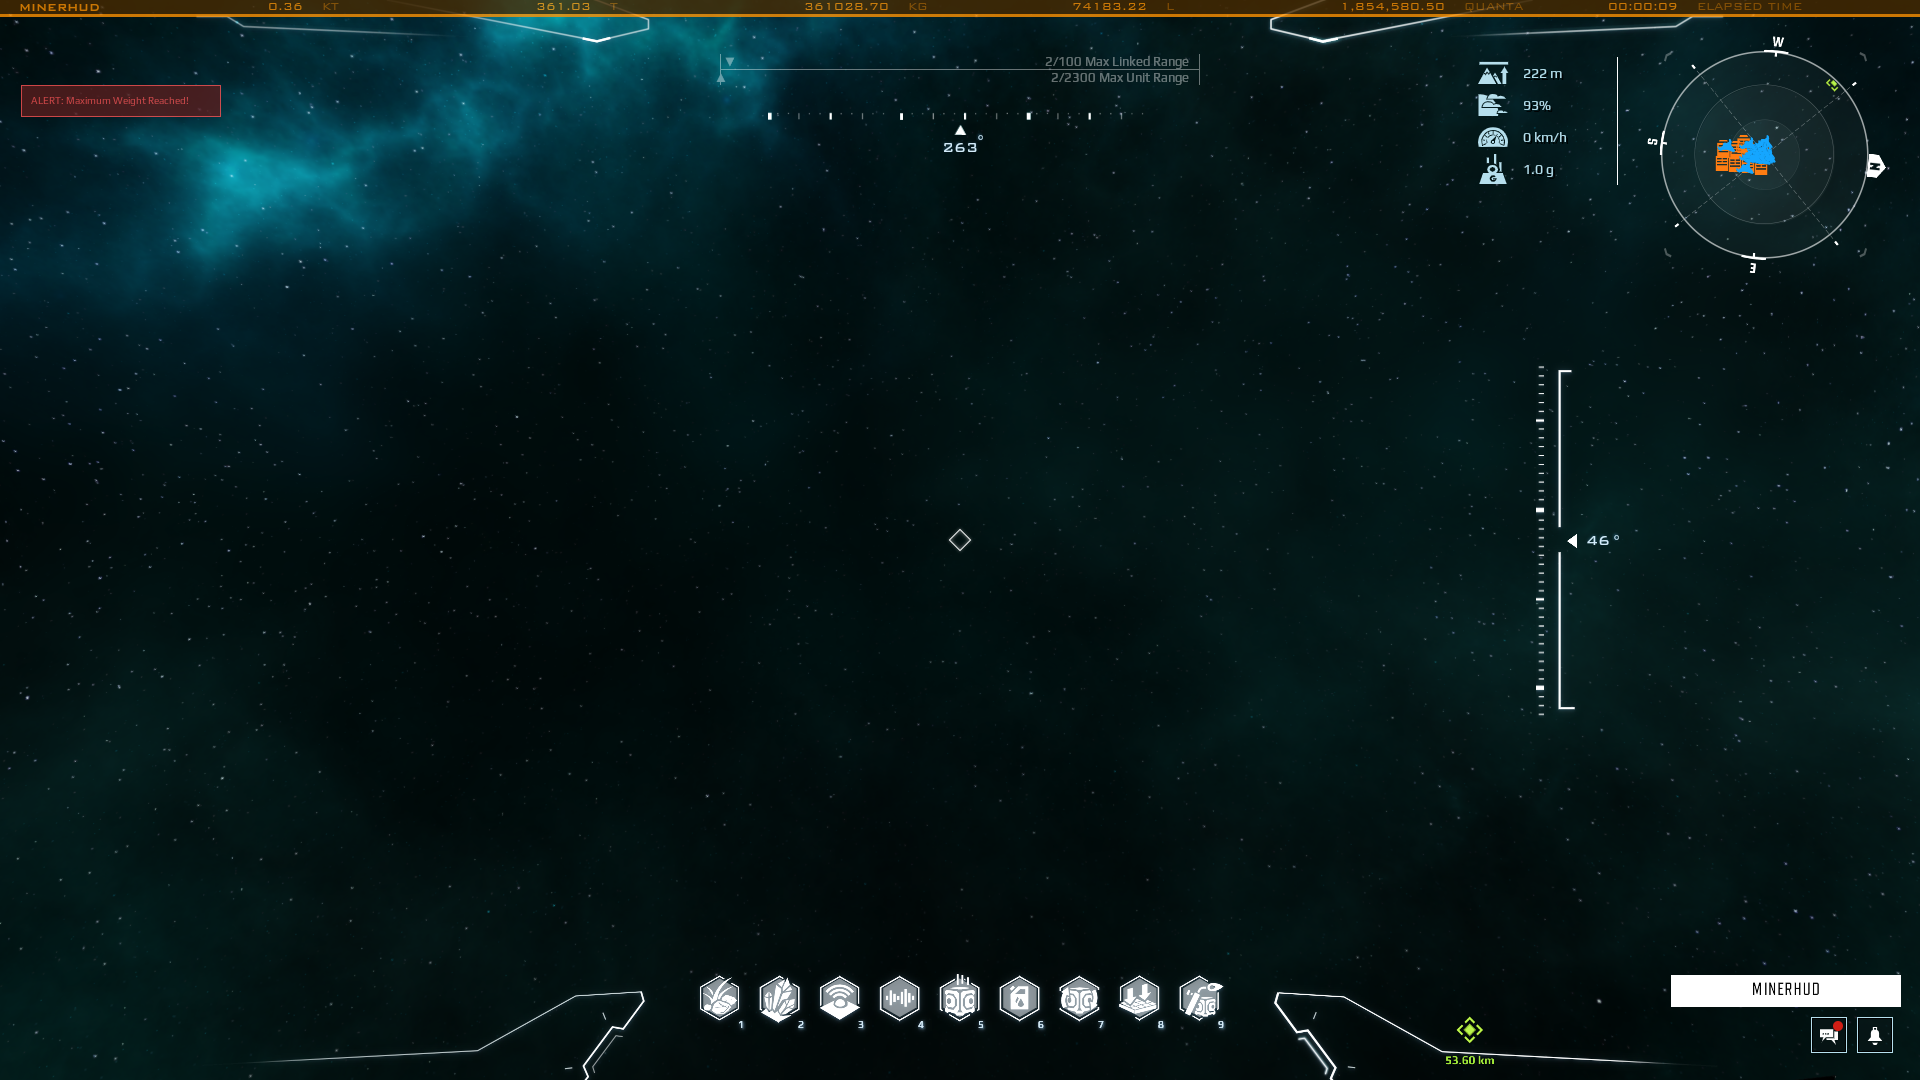 MINERHUD 0.36 KT 361.03 T 361028.70 KG 74183.22 L 1,854,580.50 QUANTA 00:00:09 ELAPSED TIME
2/100 Max Linked Range
2/2300 Max Unit Range
ALERT: Maximum Weight Reached!
263°
222 m
93%
0 km/h
1.0 g
G
W
S
N
E
46°
1 2 3 4 5 6 7 8 9
53.60 km
MINERHUD